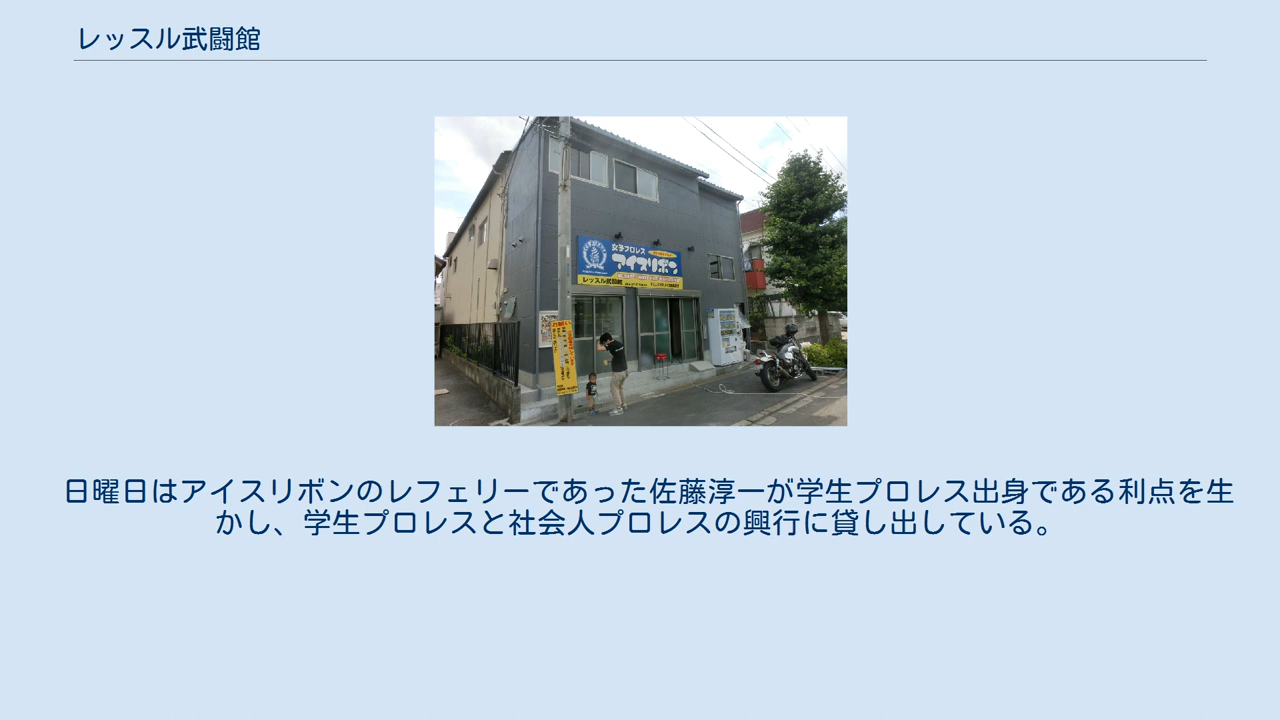 レッスル武闘館
女子プロレス
アイスリボン
レッスル武闘館
日曜日はアイスリボンのレフェリーであった佐藤淳一が学生プロレス出身である利点を生
かし、学生プロレスと社会人プロレスの興行に貸し出している。